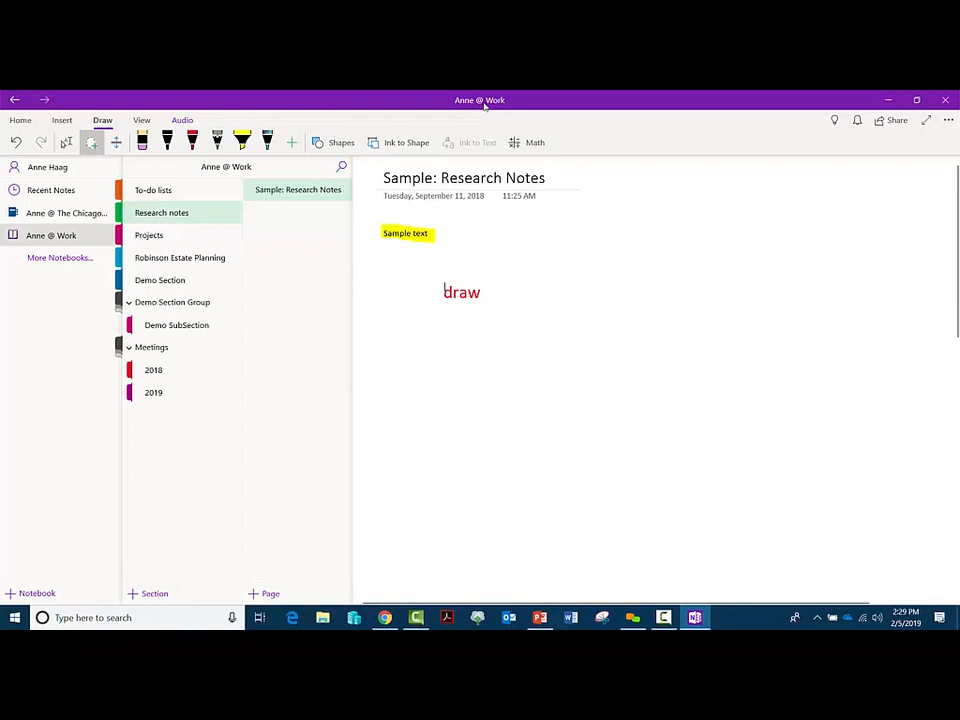 Anne @ Work
Home Insert Draw View Audio
Share
Shapes Ink to Shape Ink to Text Math
Anne Haag
Recent Notes
Anne @ The Chicago...
Anne @ Work
More Notebooks...
Anne @ Work
To-do lists
Research notes
Projects
Robinson Estate Planning
Demo Section
Demo Section Group
Demo SubSection
Meetings
2018
2019
Sample: Research Notes
Sample: Research Notes
Tuesday, September 11, 2018 11:25 AM
Sample text
draw
+ Notebook
+ Section
+ Page
Type here to search
2:29 PM
2/5/2019